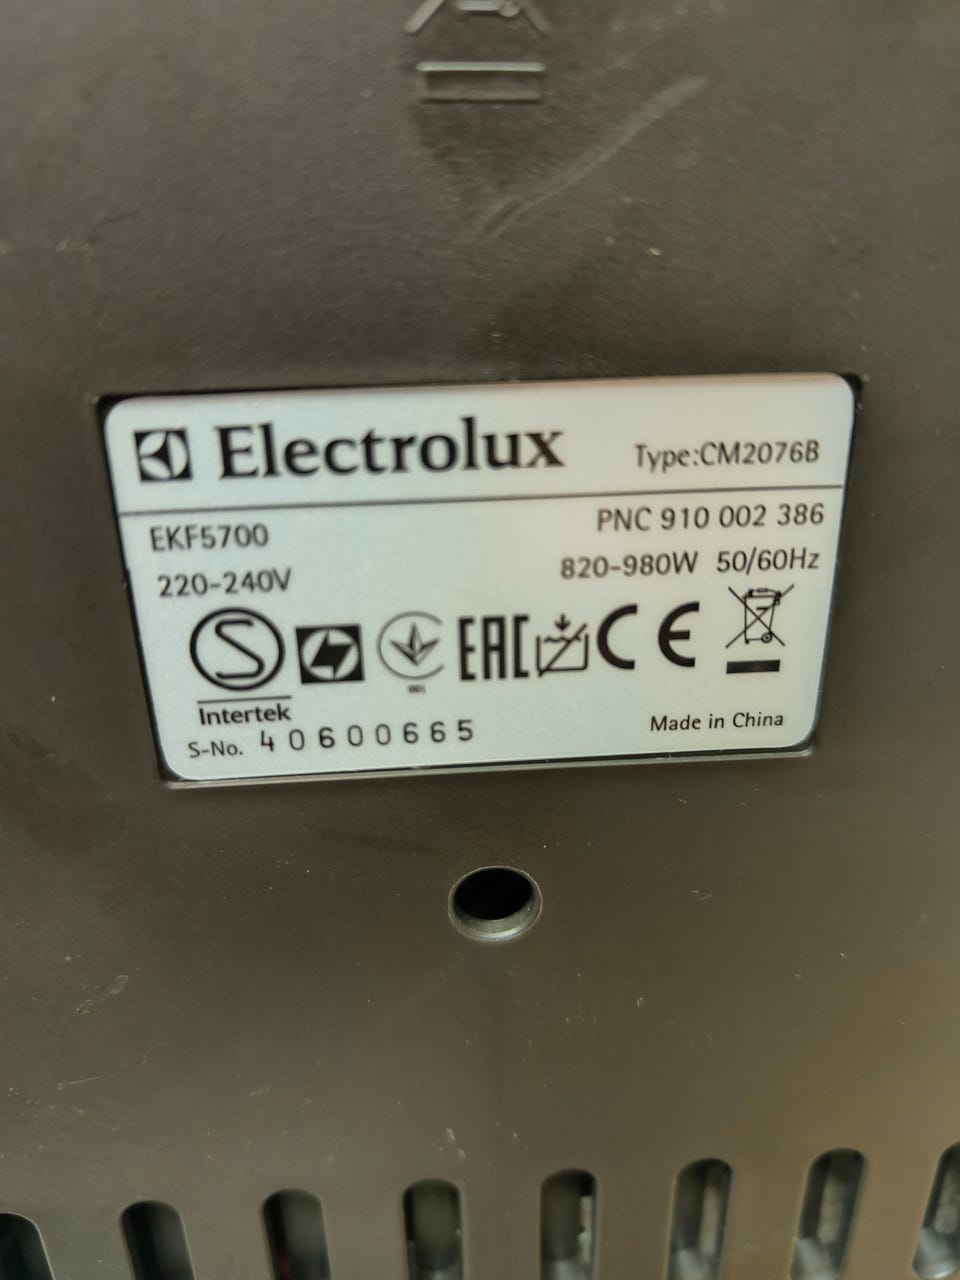 Electrolux
Type:CM2076B
EKF5700
PNC 910 002 386
220-240V
820-980W 50/60Hz
S
EAC
CE
Intertek
S-No. 40600665
Made in China